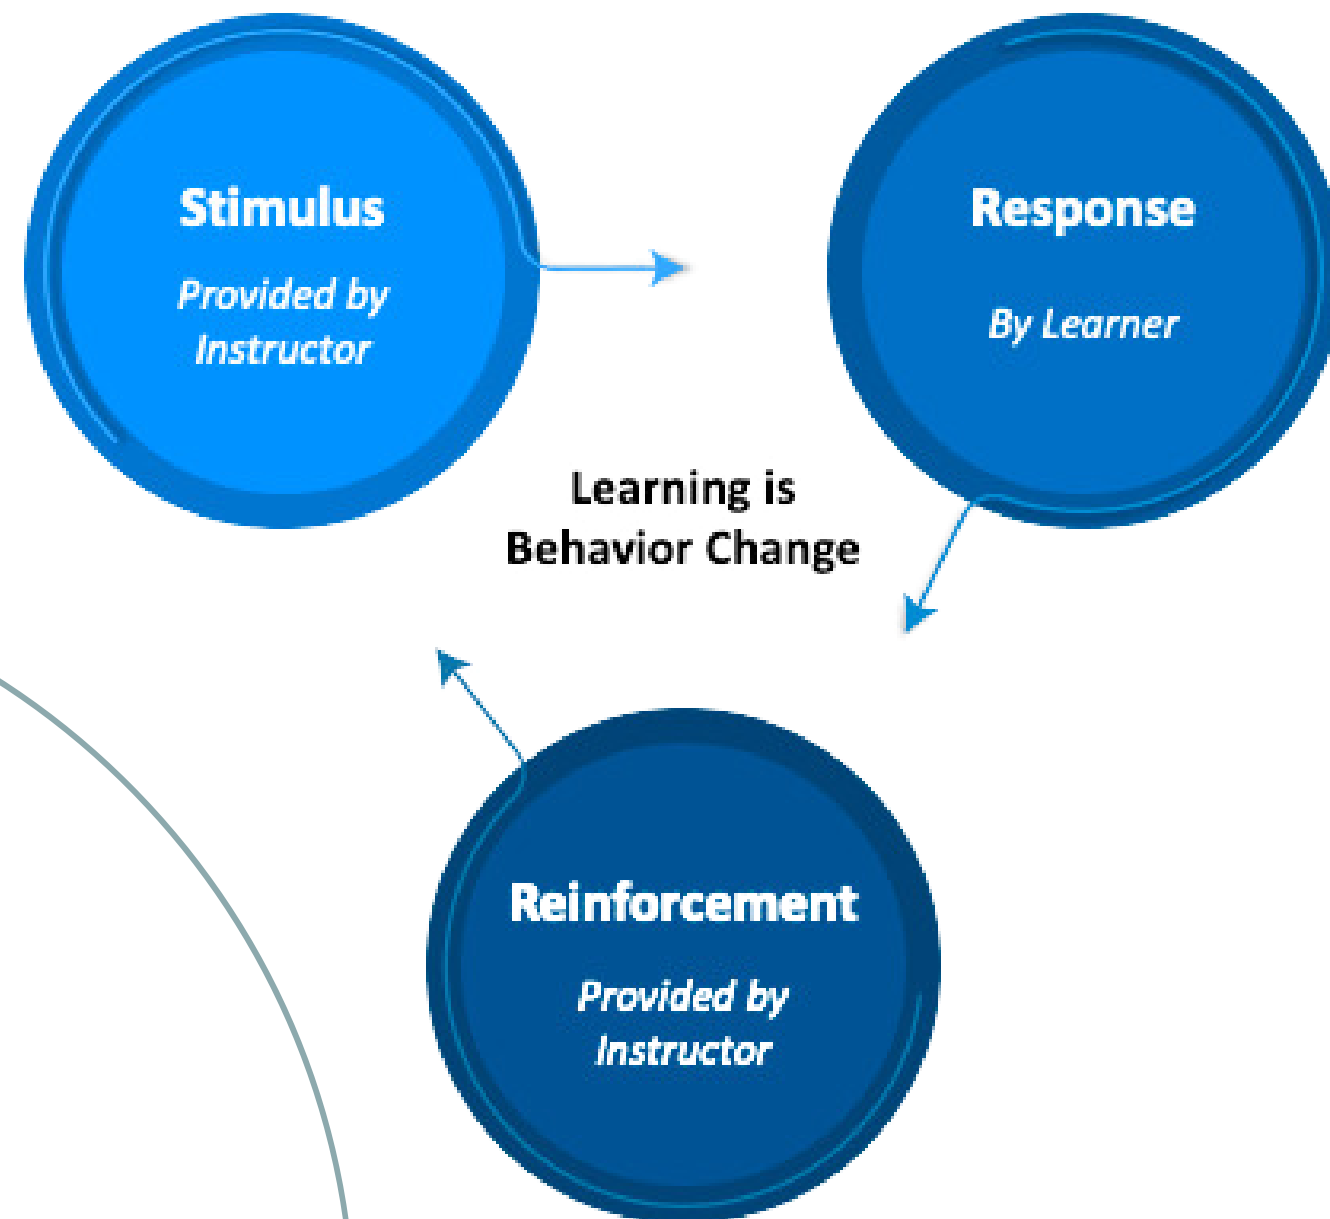 Stimulus
Provided by
Instructor
Response
By Learner
Learning is
Behavior Change
Reinforcement
Provided by
Instructor